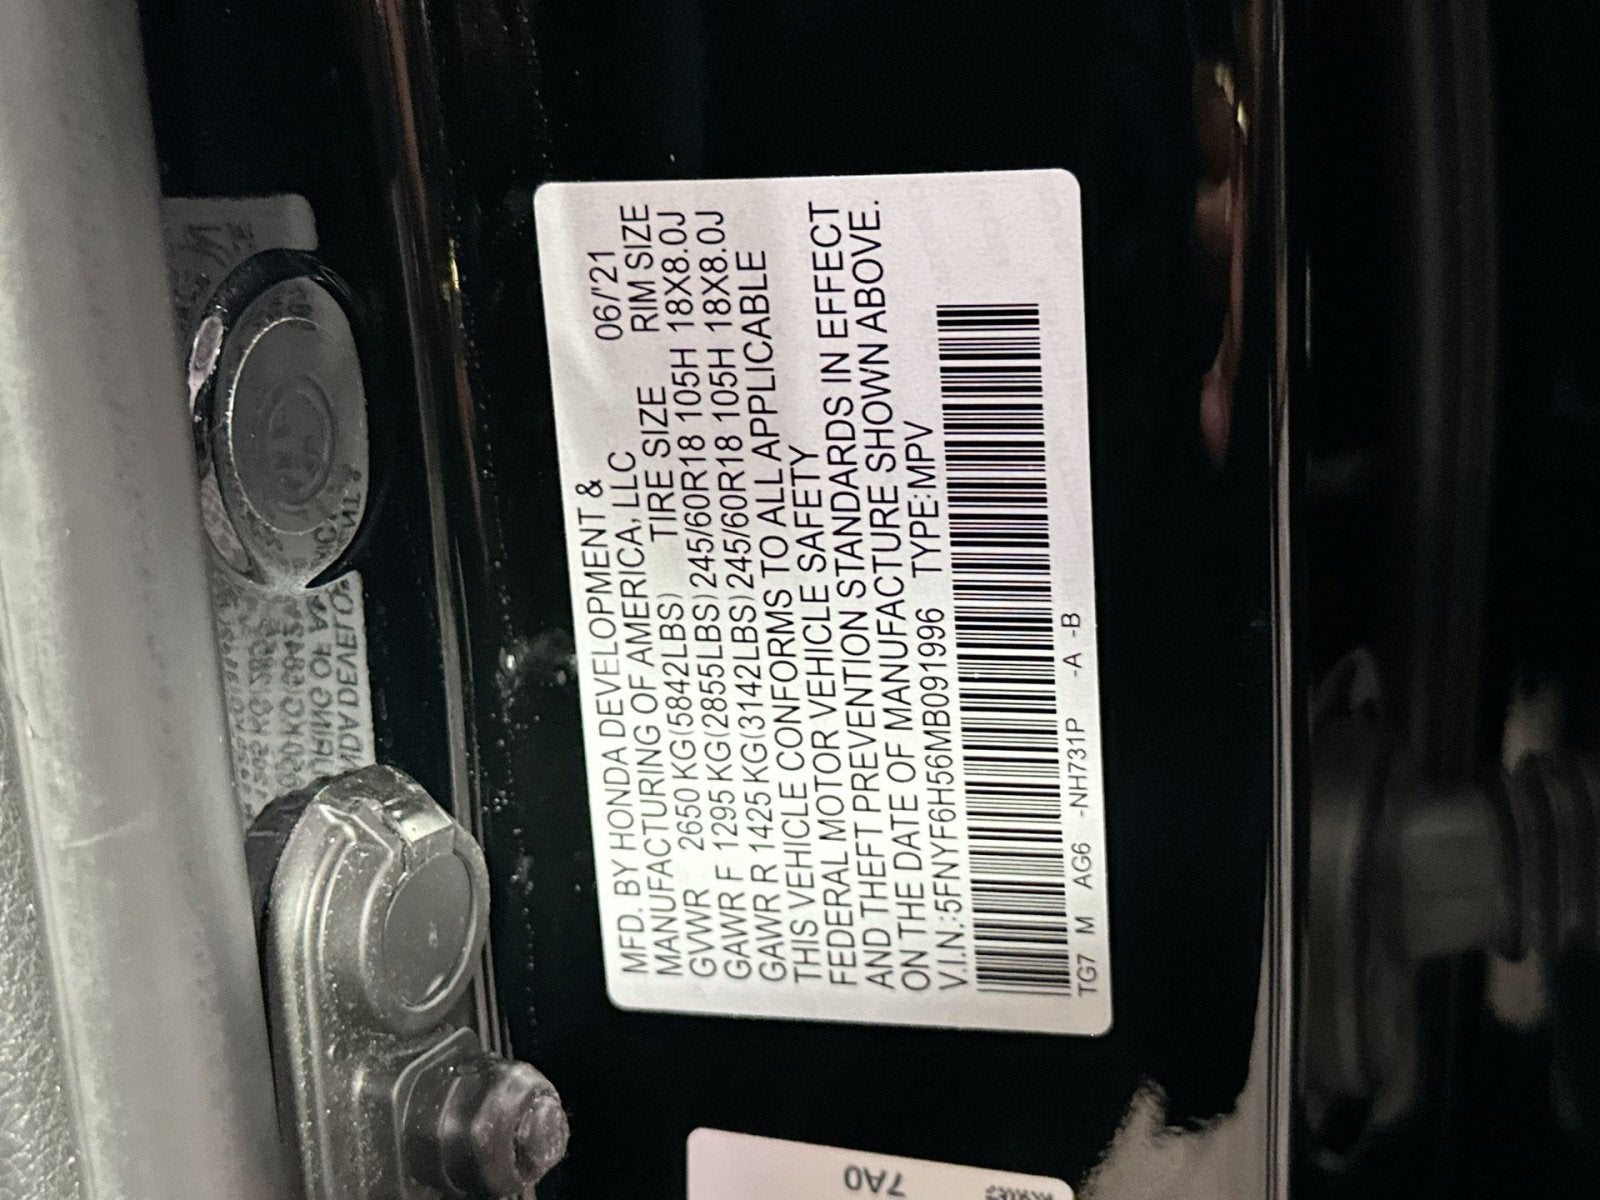 MFD. BY HONDA DEVELOPMENT &
MANUFACTURING OF AMERICA, LLC 06/'21
TIRE SIZE RIM SIZE
GVWR 2650 KG(5842LBS)
GAWR F 1295 KG(2855LBS) 245/60R18 105H 18X8.0J
GAWR R 1425 KG(3142LBS) 245/60R18 105H 18X8.0J
THIS VEHICLE CONFORMS TO ALL APPLICABLE
FEDERAL MOTOR VEHICLE SAFETY
AND THEFT PREVENTION STANDARDS IN EFFECT
ON THE DATE OF MANUFACTURE SHOWN ABOVE.
V.I.N.:5FNYF6H56MB091996 TYPE:MPV
TG7 M AG6 -NH731P -A -B
7A0